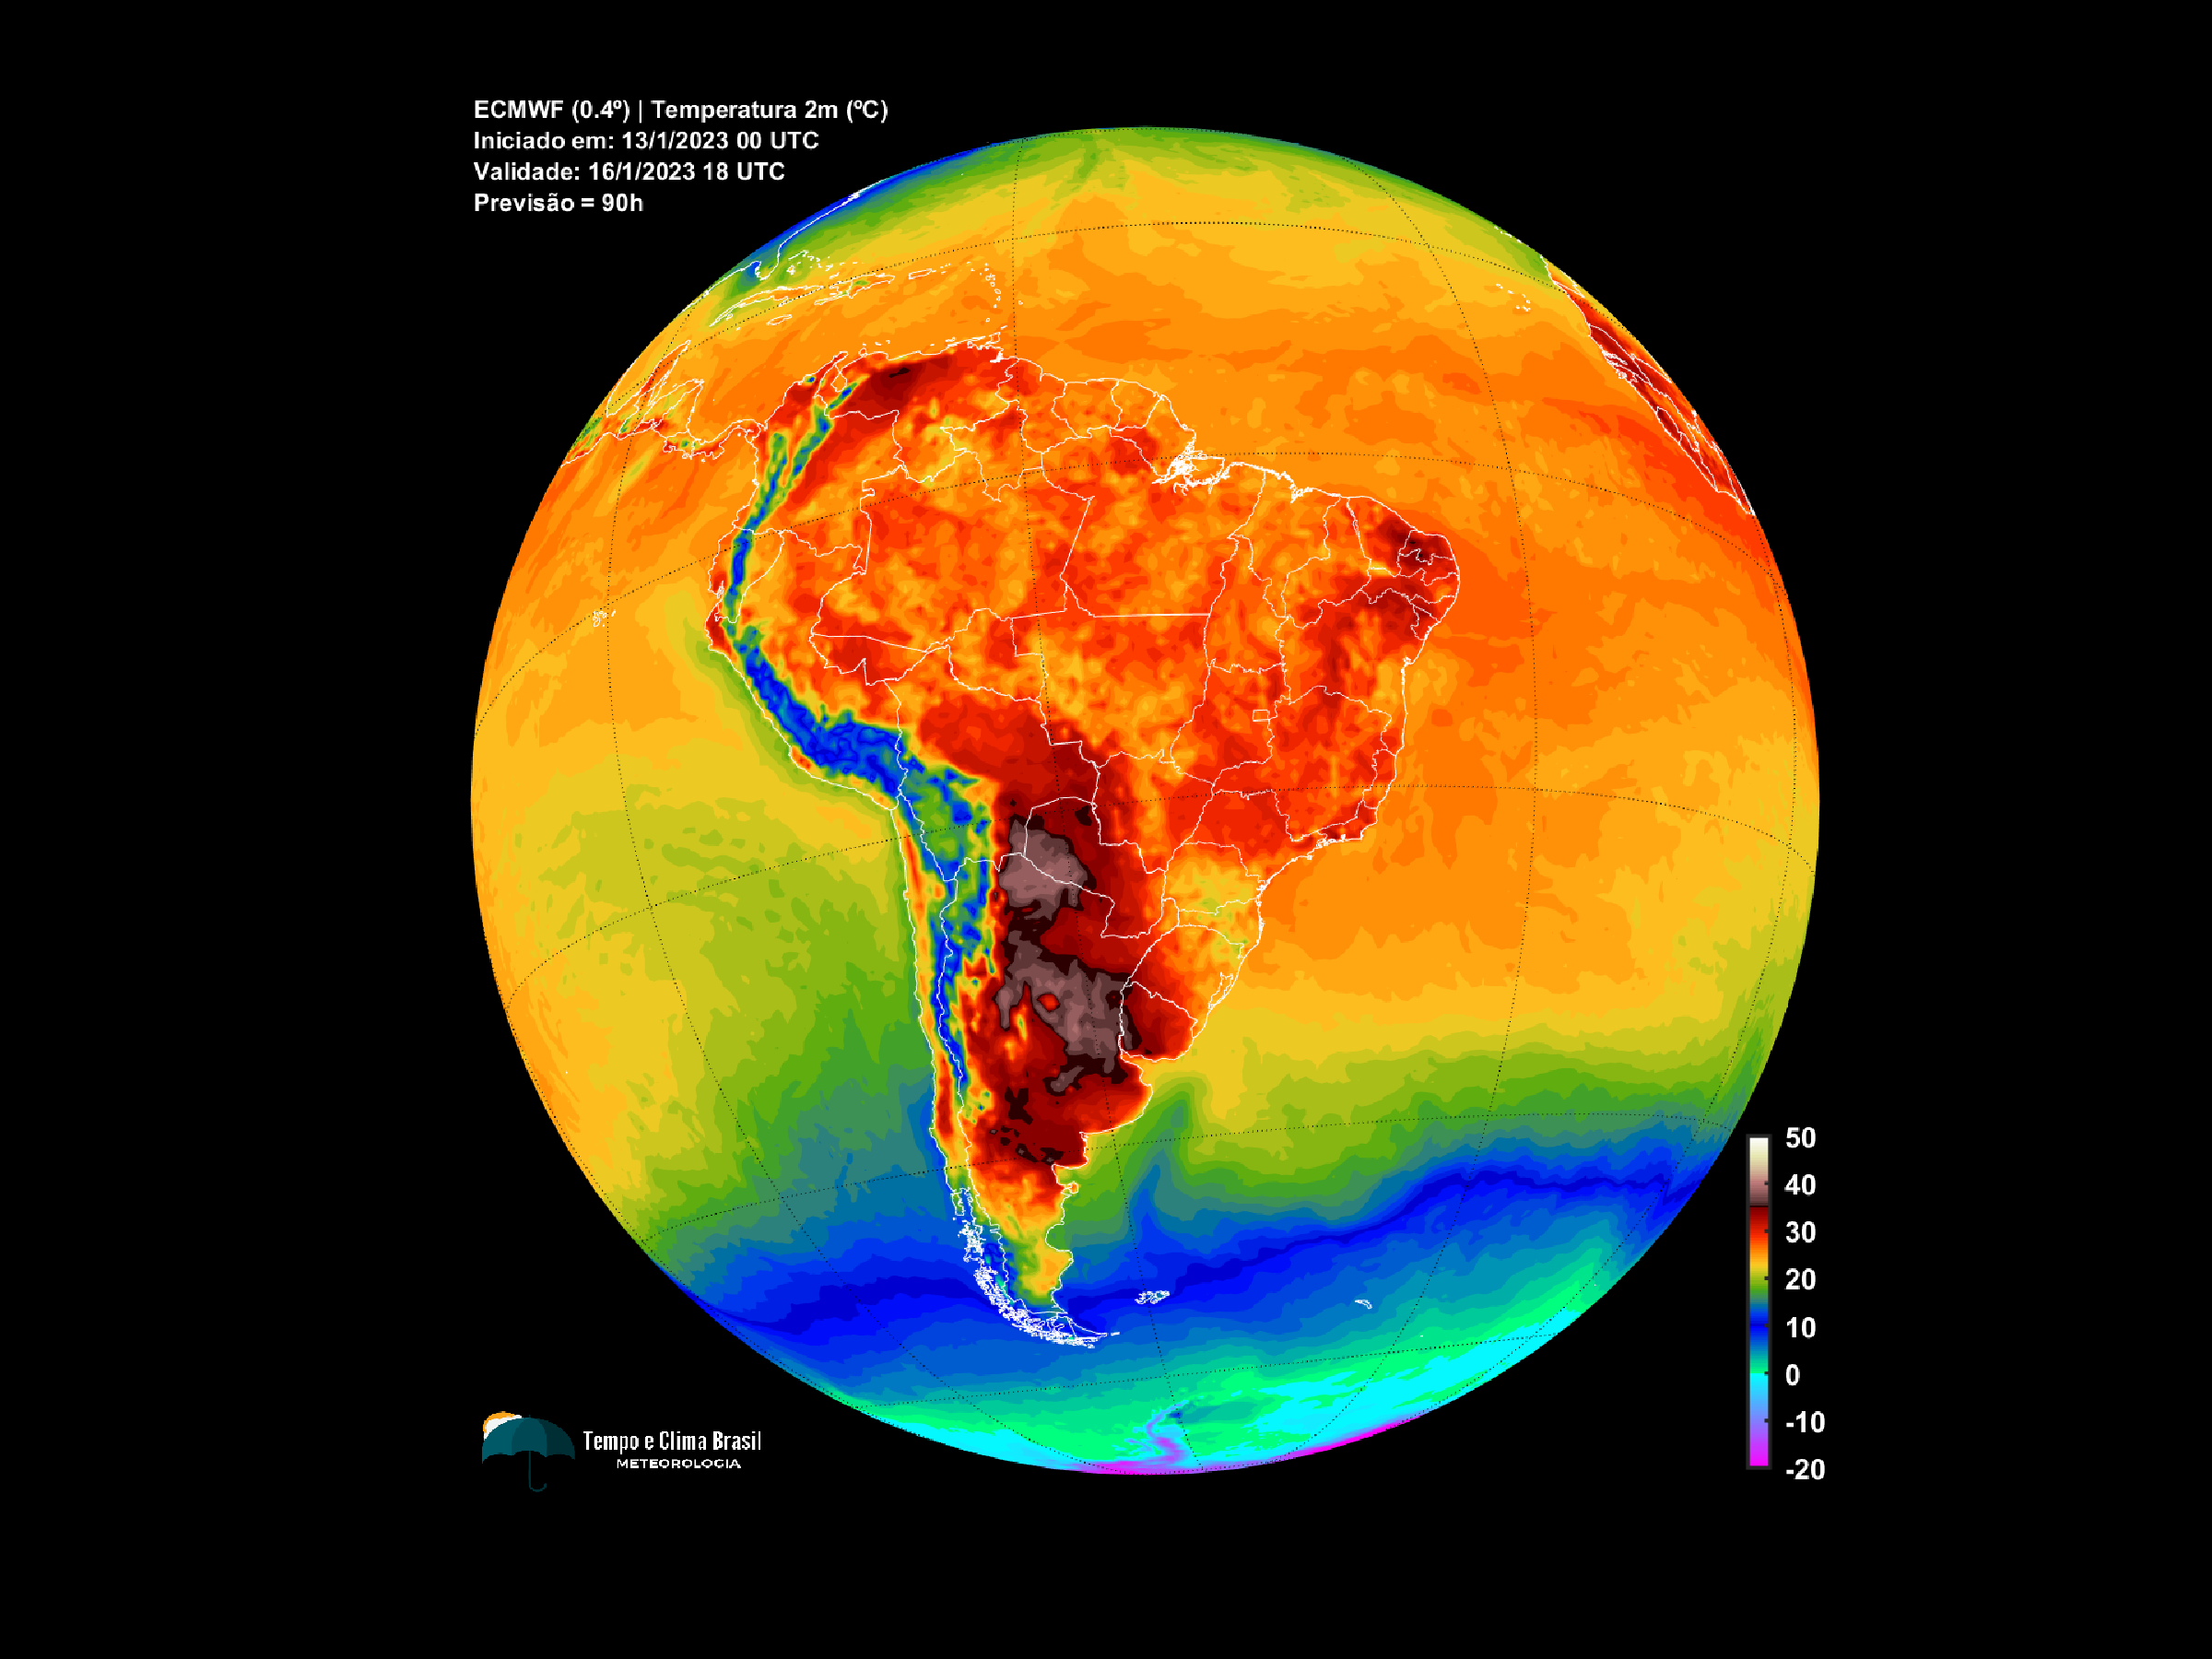 ECMWF (0.4º) | Temperatura 2m (ºC)
Iniciado em: 13/1/2023 00 UTC
Validade: 16/1/2023 18 UTC
Previsão = 90h
50
40
30
20
10
0
-10
-20
Tempo e Clima Brasil
METEOROLOGIA